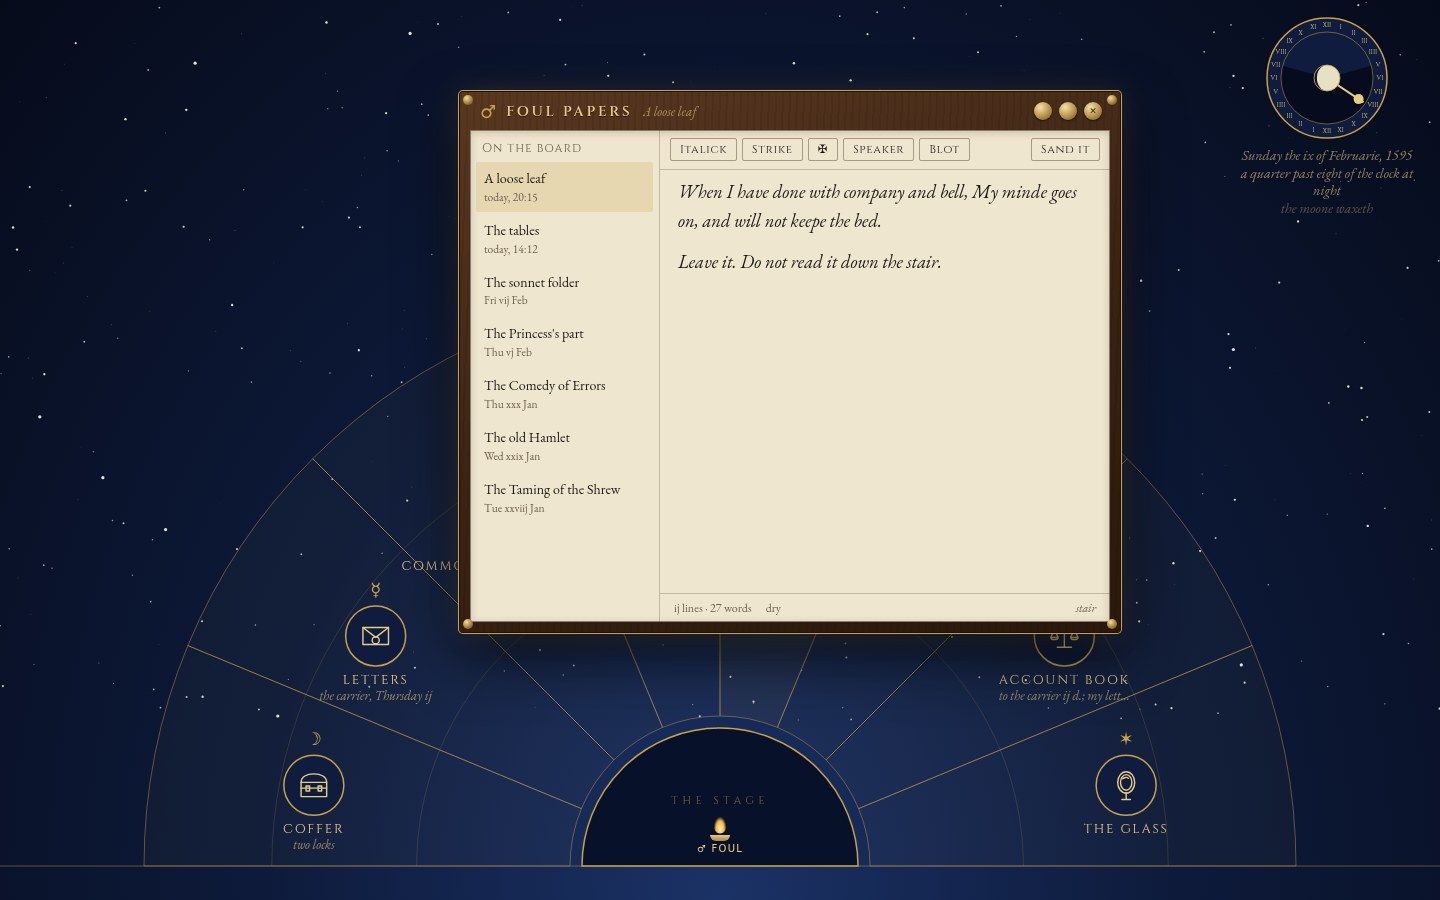 ♂ FOUL PAPERS A loose leaf
ON THE BOARD
A loose leaf
today, 20:15
The tables
today, 14:12
The sonnet folder
Fri vij Feb
The Princess's part
Thu vj Feb
The Comedy of Errors
Thu xxx Jan
The old Hamlet
Wed xxix Jan
The Taming of the Shrew
Tue xxviij Jan
ITALICK STRIKE ✠ SPEAKER BLOT SAND IT
When I have done with company and bell, My minde goes
on, and will not keepe the bed.
Leave it. Do not read it down the stair.
ij lines · 27 words dry stair
Sunday the ix of Februarie, 1595
a quarter past eight of the clock at
night
the moone waxeth
COMMO
LETTERS
the carrier, Thursday ij
COFFER
two locks
THE STAGE
♂ FOUL
ACCOUNT BOOK
to the carrier ij d.; my lett...
THE GLASS